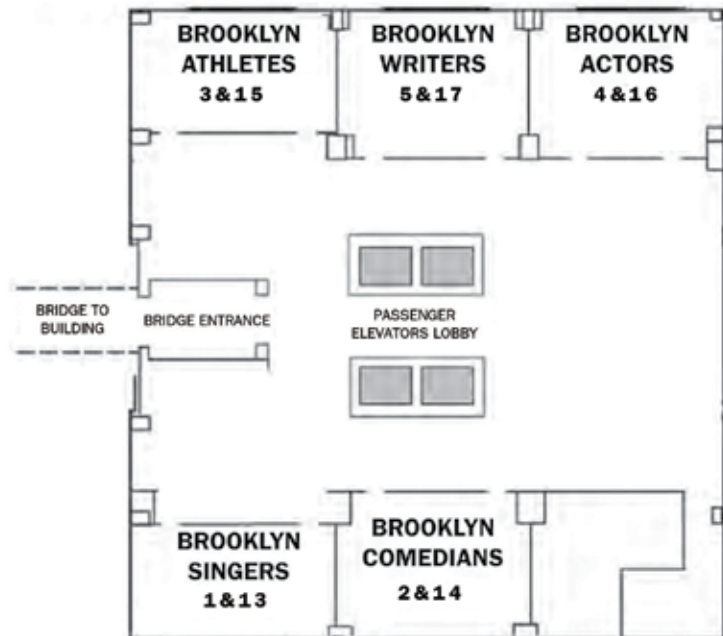 BROOKLYN
ATHLETES
3 & 15
BROOKLYN
WRITERS
5 & 17
BROOKLYN
ACTORS
4 & 16
BRIDGE TO
BUILDING
BRIDGE ENTRANCE
PASSENGER
ELEVATORS LOBBY
BROOKLYN
SINGERS
1 & 13
BROOKLYN
COMEDIANS
2 & 14